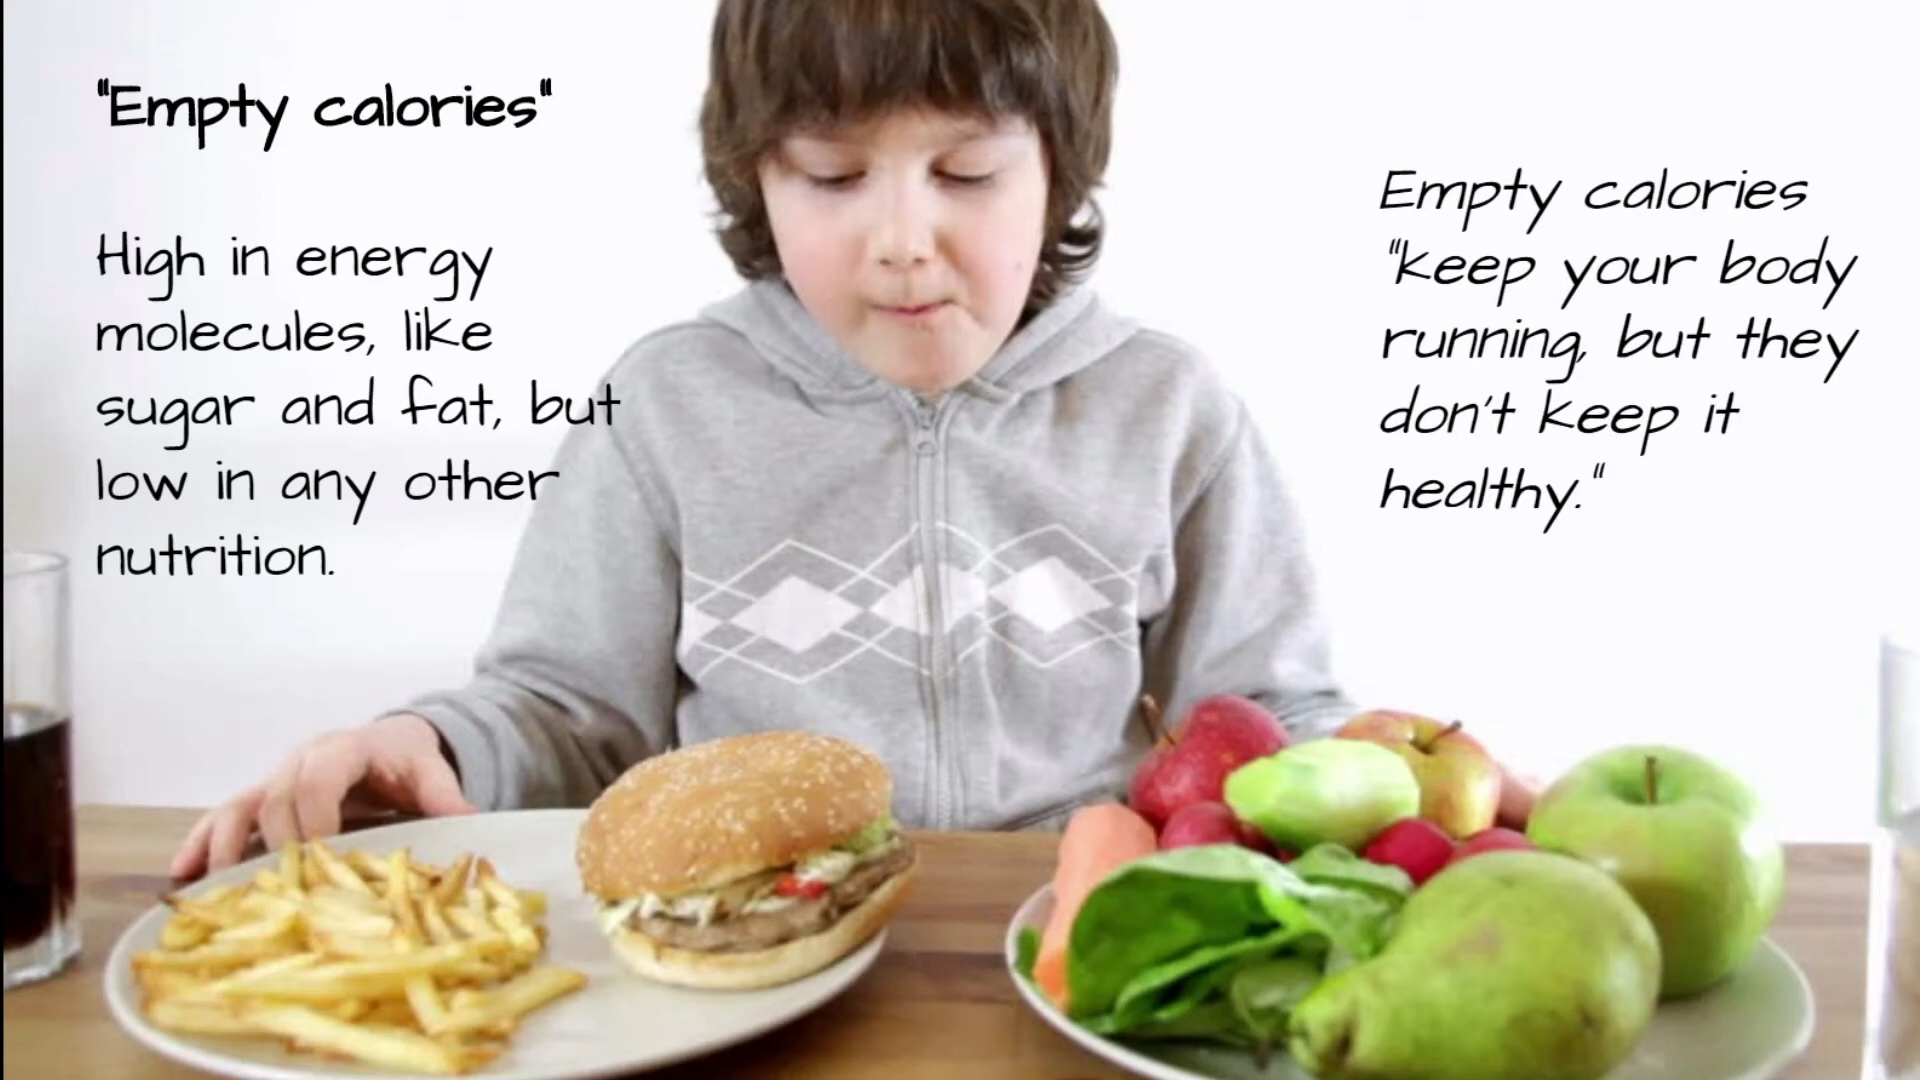 "Empty calories"
High in energy
molecules, like
sugar and fat, but
low in any other
nutrition.
Empty calories
"keep your body
running, but they
don't keep it
healthy."